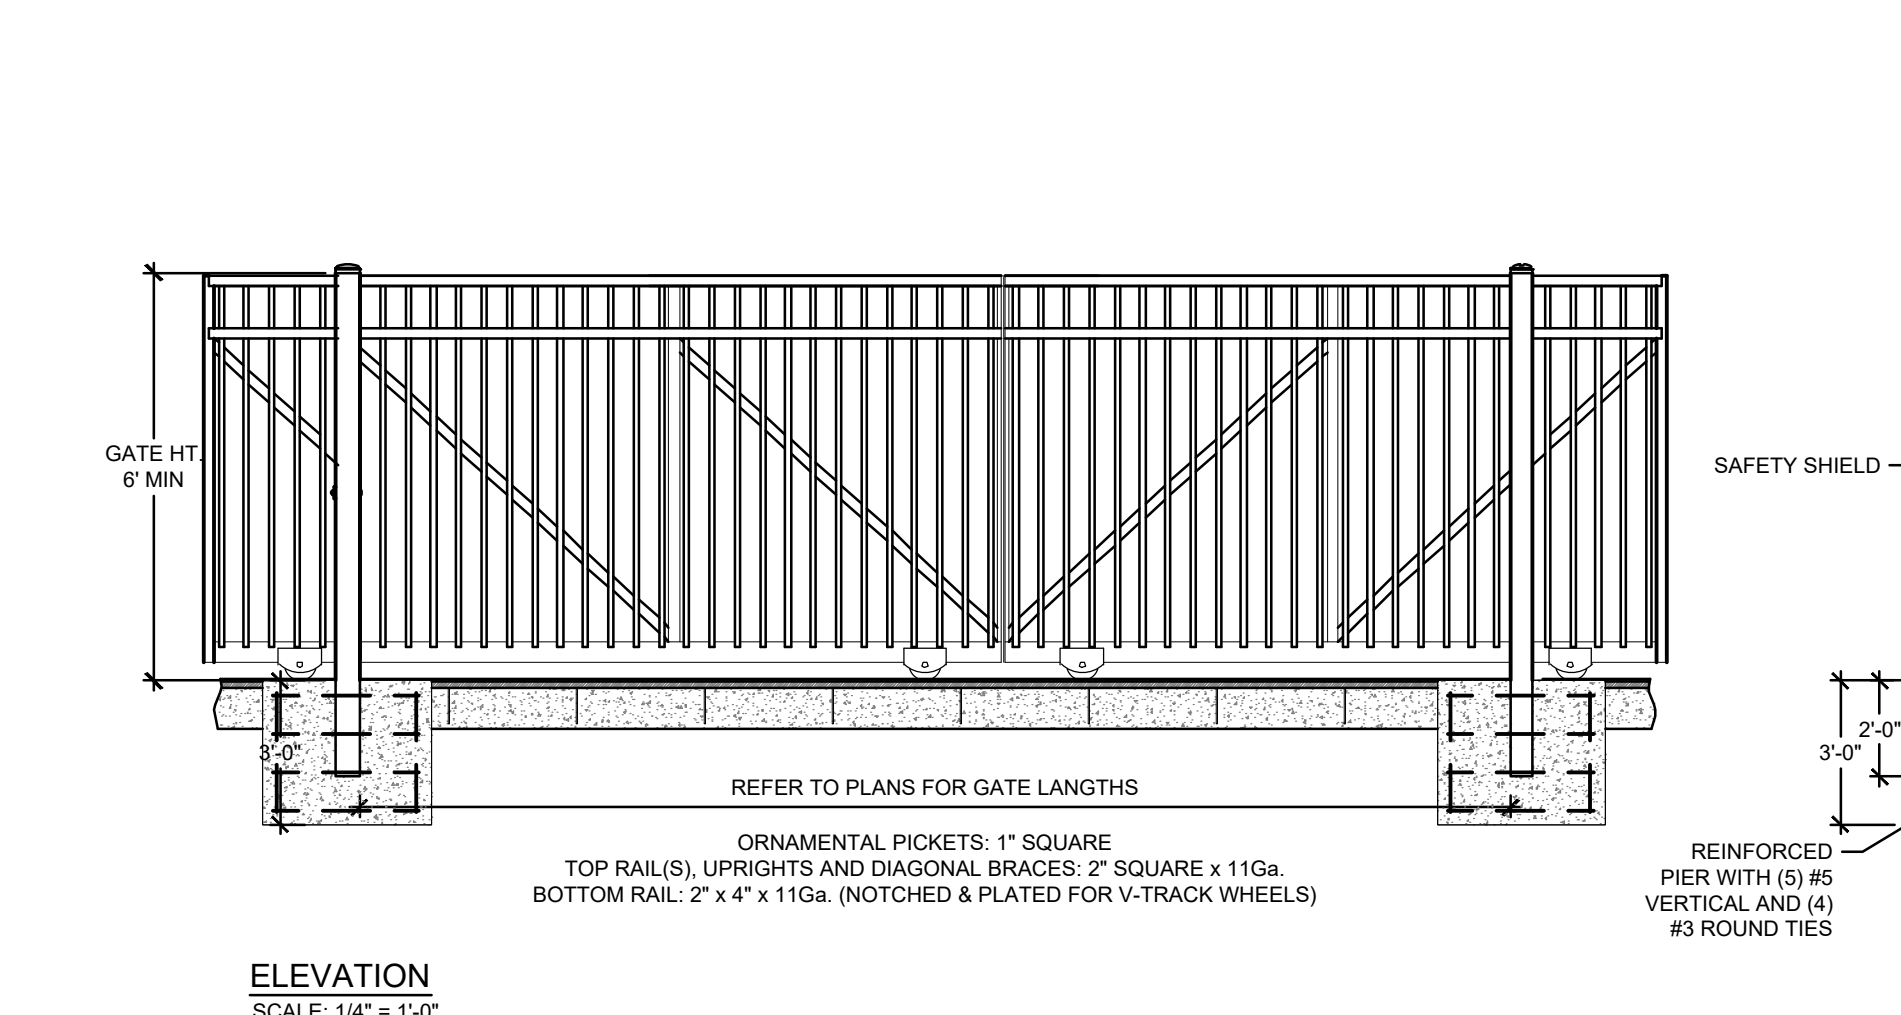 GATE HT.
6' MIN
SAFETY SHIELD
3'-0"
2'-0"
3'-0"
REFER TO PLANS FOR GATE LANGTHS
ORNAMENTAL PICKETS: 1" SQUARE
TOP RAIL(S), UPRIGHTS AND DIAGONAL BRACES: 2" SQUARE x 11Ga.
BOTTOM RAIL: 2" x 4" x 11Ga. (NOTCHED & PLATED FOR V-TRACK WHEELS)
REINFORCED
PIER WITH (5) #5
VERTICAL AND (4)
#3 ROUND TIES
ELEVATION
SCALE: 1/4" = 1'-0"